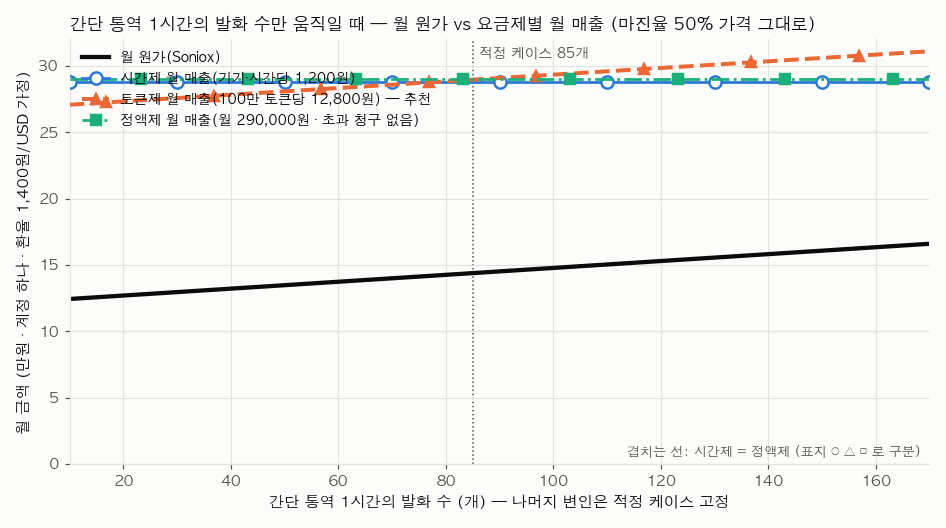 간단 통역 1시간의 발화 수만 움직일 때 — 월 원가 vs 요금제별 월 매출 (마진율 50% 가격 그대로)
월 원가(Soniox)
시간제 월 매출(기기·시간당 1,200원)
토큰제 월 매출(100만 토큰당 12,800원) — 추천
정액제 월 매출(월 290,000원 · 초과 청구 없음)
적정 케이스 85개
월 금액 (만원 · 계정 하나 · 환율 1,400원/USD 가정)
30
25
20
15
10
5
0
겹치는 선: 시간제 = 정액제 (표지 ○ △ □ 로 구분)
20 40 60 80 100 120 140 160
간단 통역 1시간의 발화 수 (개) — 나머지 변인은 적정 케이스 고정